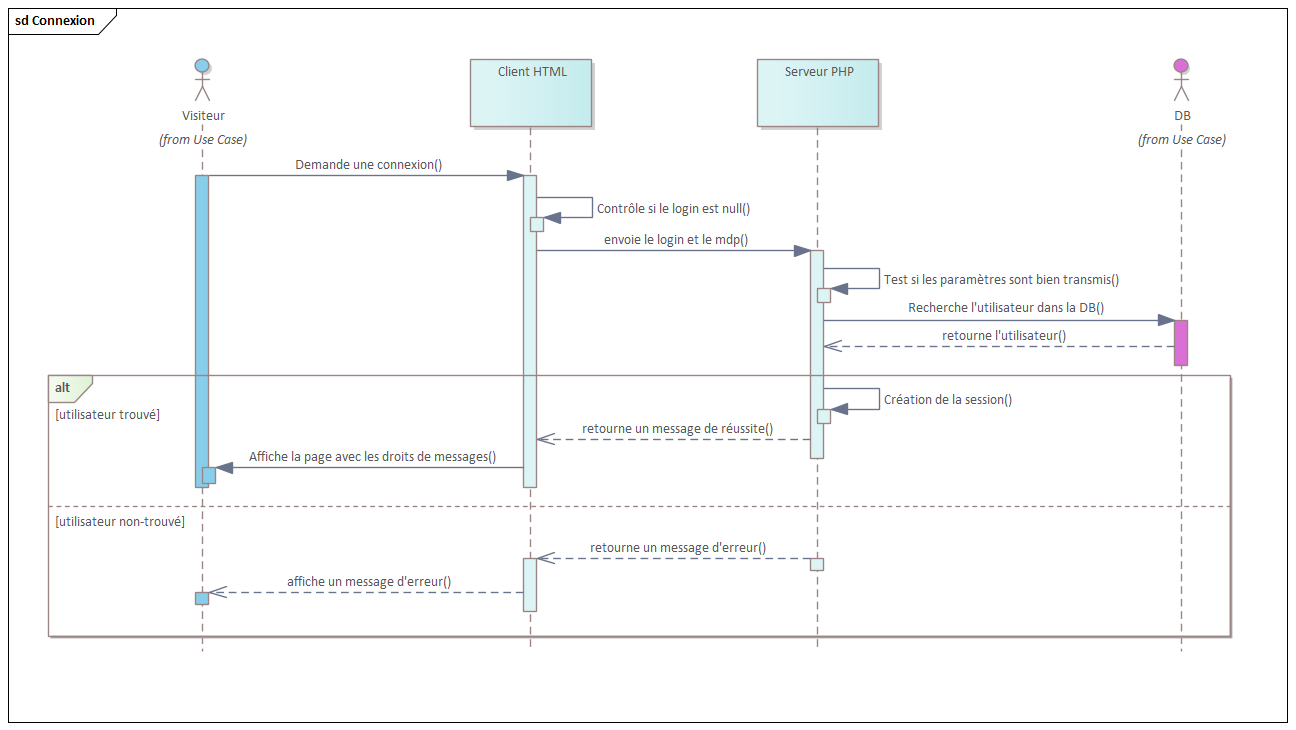 sd Connexion
Visiteur
(from Use Case)
Client HTML
Serveur PHP
DB
(from Use Case)
Demande une connexion()
Contrôle si le login est null()
envoie le login et le mdp()
Test si les paramètres sont bien transmis()
Recherche l'utilisateur dans la DB()
retourne l'utilisateur()
alt
[utilisateur trouvé]
Création de la session()
retourne un message de réussite()
Affiche la page avec les droits de messages()
[utilisateur non-trouvé]
retourne un message d'erreur()
affiche un message d'erreur()